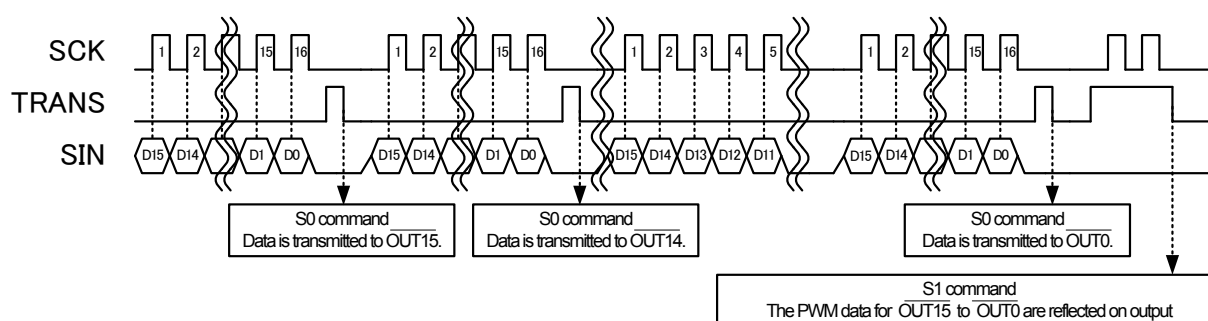 SCK 1 2 15 16 1 2 15 16 1 2 3 4 5 1 2 15 16
TRANS
SIN D15 D14 D1 D0 D15 D14 D1 D0 D15 D14 D13 D12 D11 D15 D14 D1 D0
S0 command
Data is transmitted to OUT15.
S0 command
Data is transmitted to OUT14.
S0 command
Data is transmitted to OUT0.
S1 command
The PWM data for OUT15 to OUT0 are reflected on output